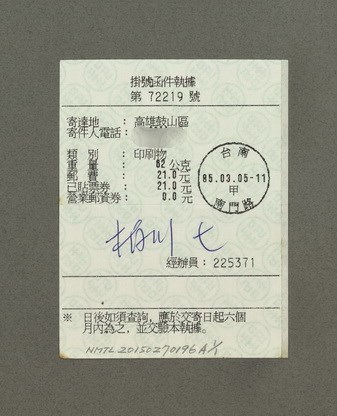 掛號函件執據
第 72219 號
寄達地 : 高雄鼓山區
寄件人電話:
類 別 : 印刷物
重 量 : 62 公克
郵 費 : 21.0 元
已貼票券: 21.0 元
營業郵資券: 0.0 元
台南
85.03.05-11
甲
南門路
經辦員: 225371
※ 日後如須查詢, 應於交寄日起六個
月內為之, 並交驗本執據。
NMTL20150270196